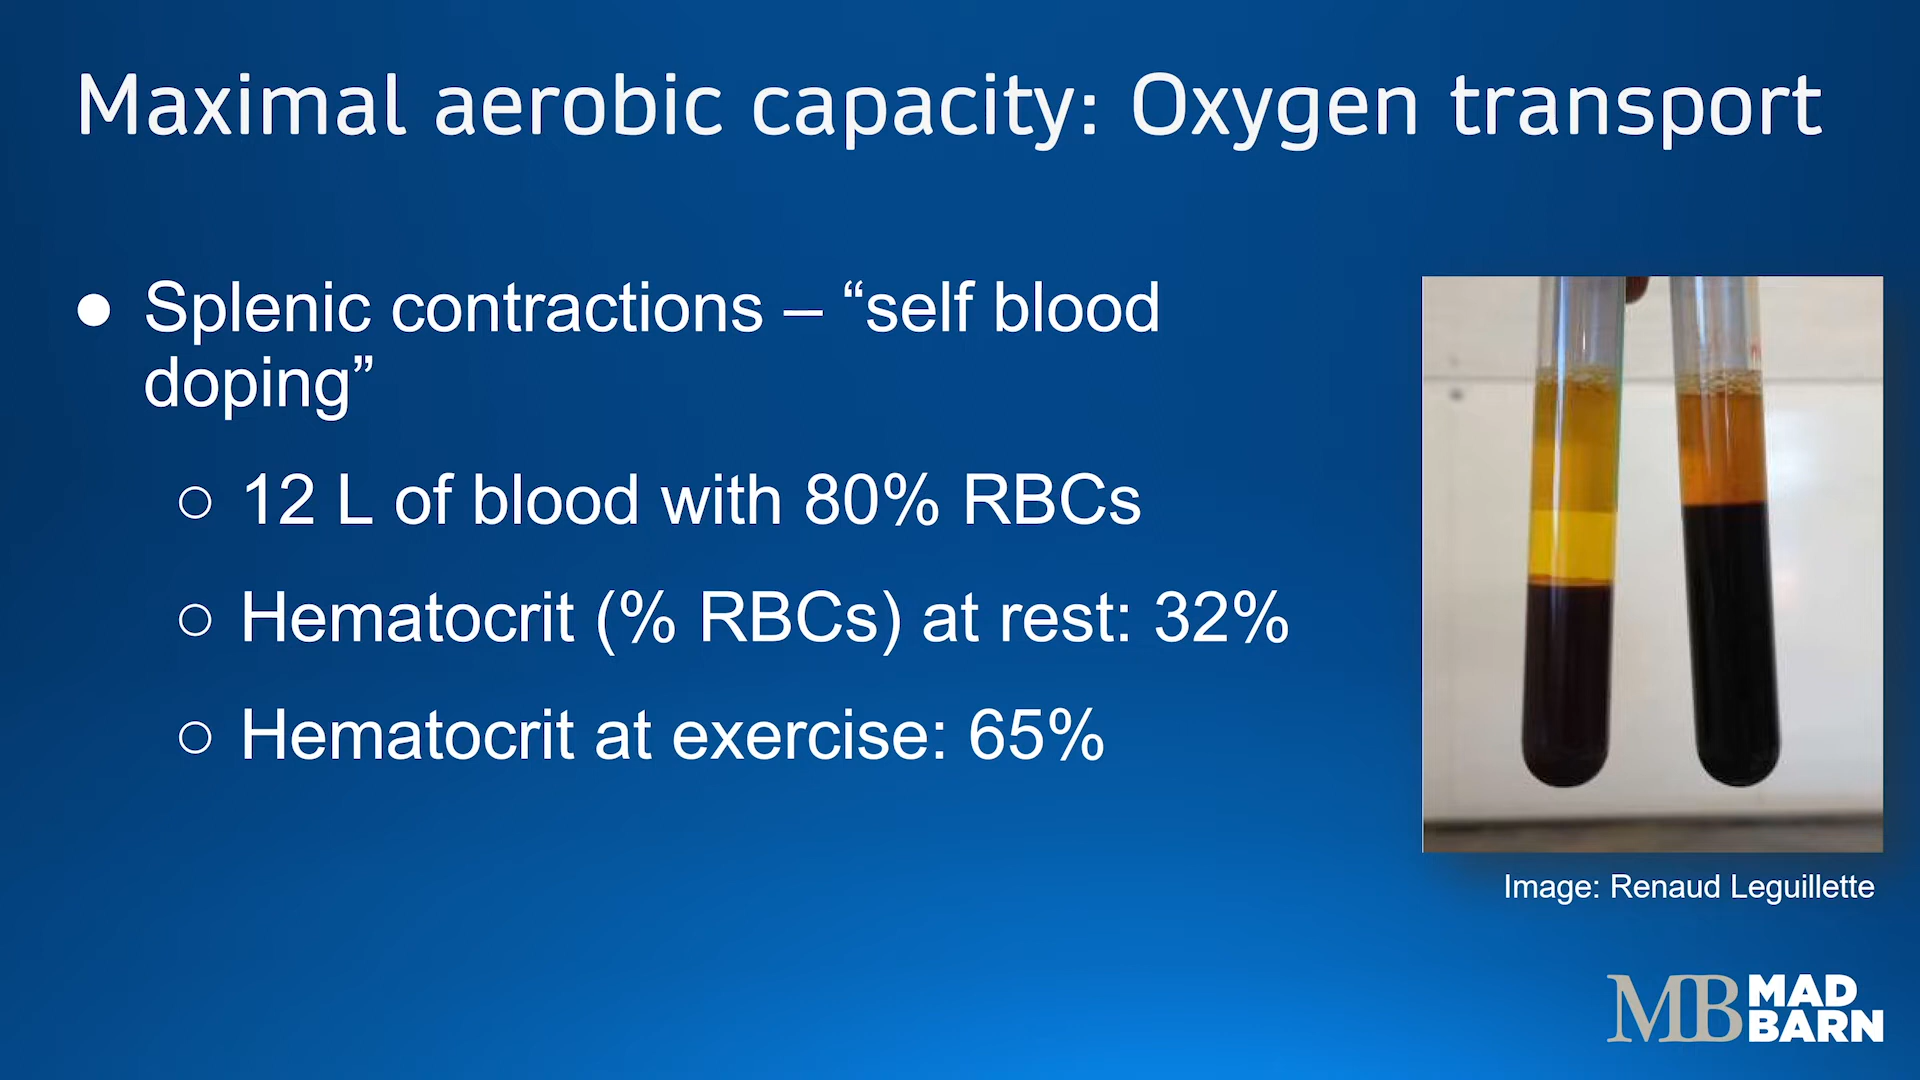 Maximal aerobic capacity: Oxygen transport
● Splenic contractions – “self blood
doping”
○ 12 L of blood with 80% RBCs
○ Hematocrit (% RBCs) at rest: 32%
○ Hematocrit at exercise: 65%
Image: Renaud Leguillette
MB MAD
BARN